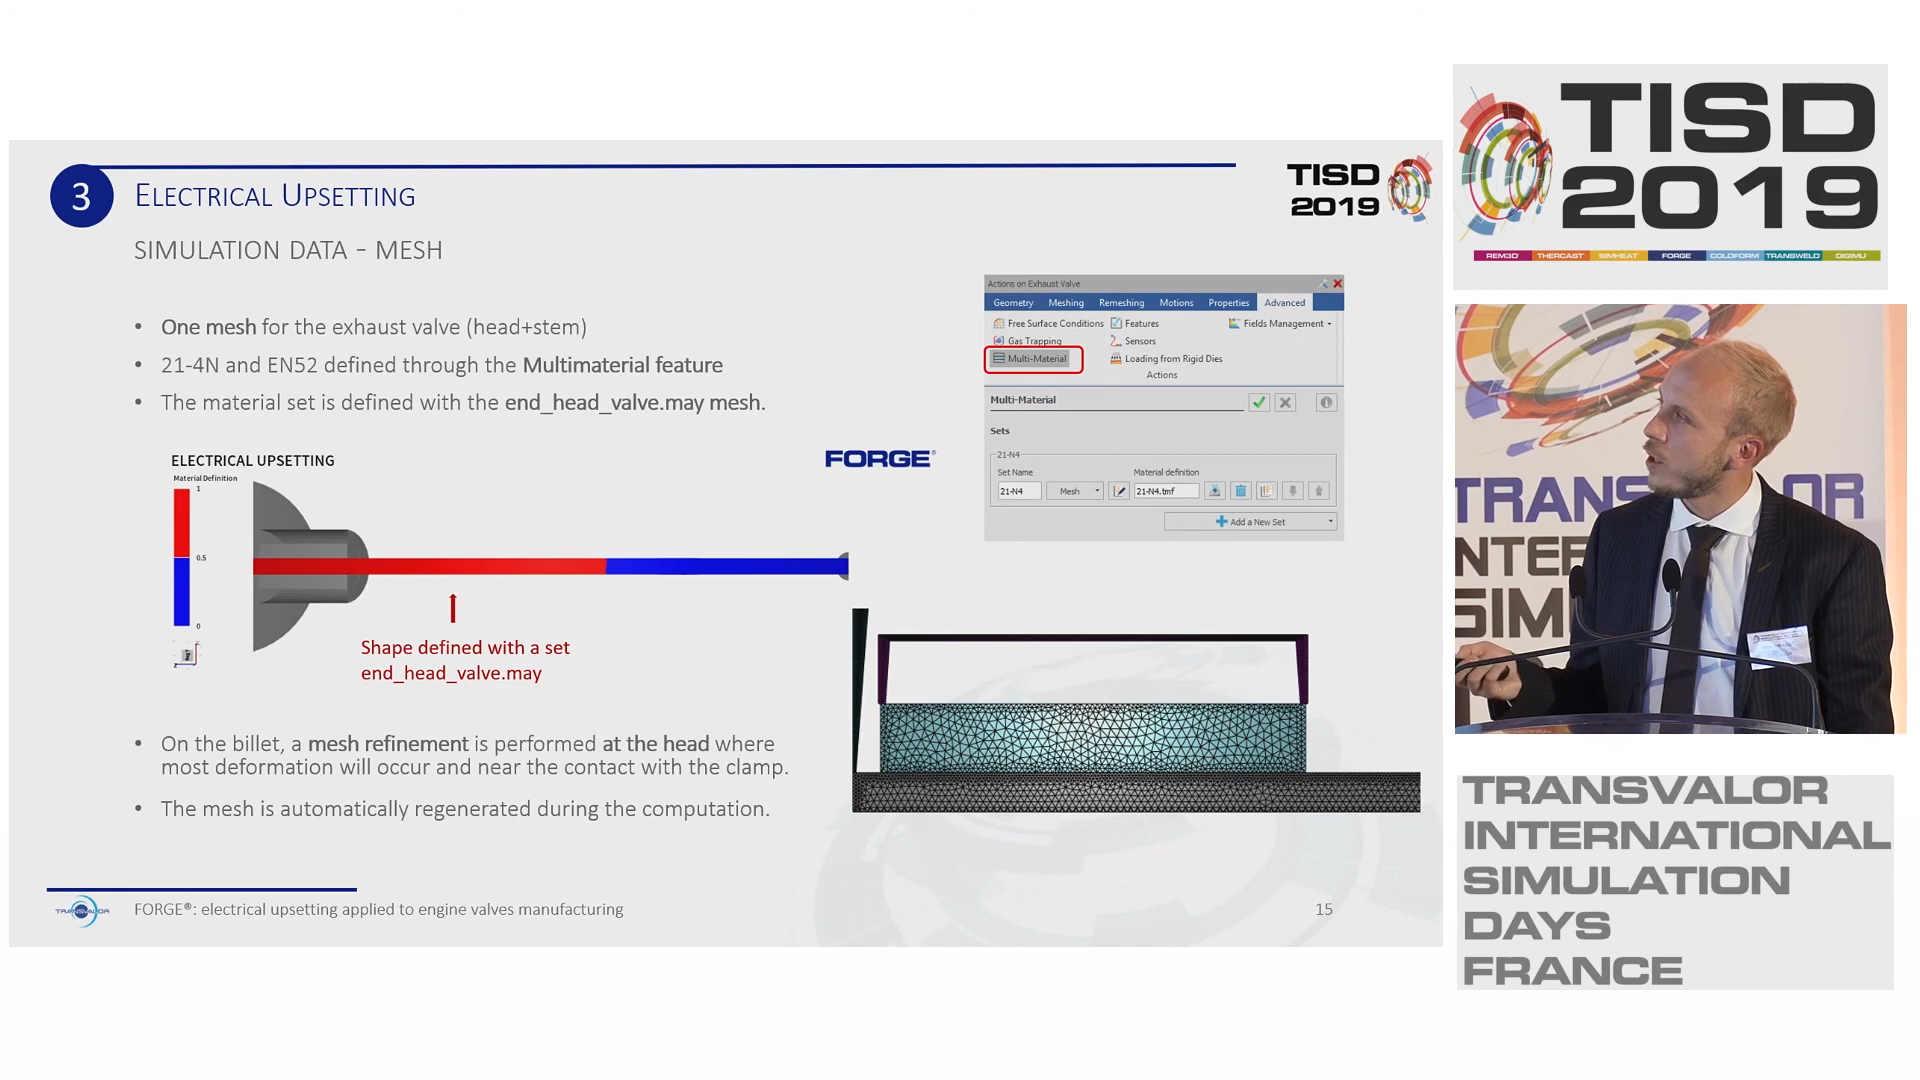 3
ELECTRICAL UPSETTING
TISD
2019
SIMULATION DATA - MESH
• One mesh for the exhaust valve (head+stem)
• 21-4N and EN52 defined through the Multimaterial feature
• The material set is defined with the end_head_valve.may mesh.
ELECTRICAL UPSETTING
Material Definition
1
0.5
0
FORGE®
Shape defined with a set
end_head_valve.may
Actions on Exhaust Valve
Geometry Meshing Remeshing Motions Properties Advanced
Free Surface Conditions Features Fields Management
Gas Trapping Sensors
Multi-Material Loading from Rigid Dies
Actions
Multi-Material
Sets
21-N4
Set Name Material definition
21-N4 Mesh 21-N4.tmf
Add a New Set
• On the billet, a mesh refinement is performed at the head where
most deformation will occur and near the contact with the clamp.
• The mesh is automatically regenerated during the computation.
TRANSVALOR
FORGE®: electrical upsetting applied to engine valves manufacturing
15
TISD
2019
REM3D THERCAST SIMHEAT FORGE COLDFORM TRANSWELD DIGIMU
TRANS OR
NTE
SIM
TRANSVALOR
INTERNATIONAL
SIMULATION
DAYS
FRANCE